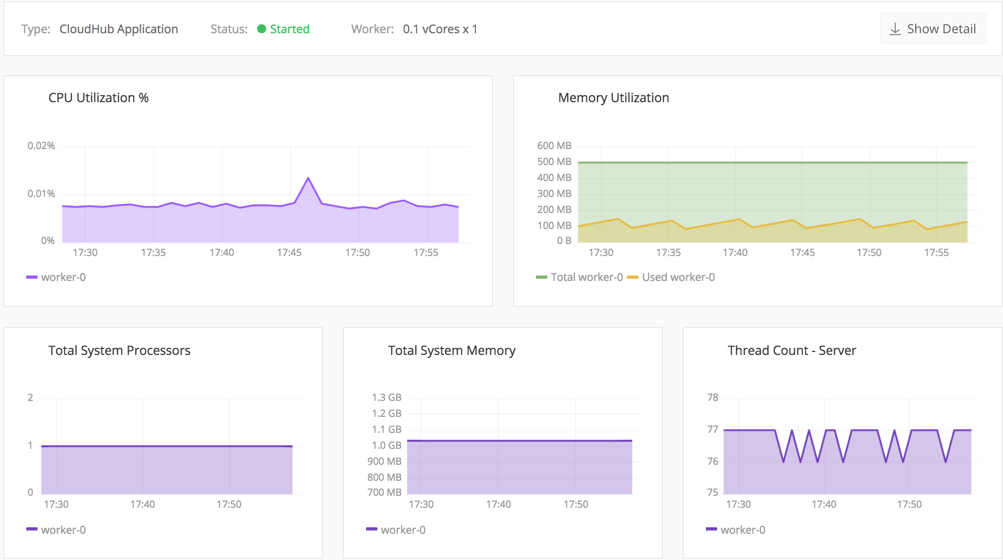 Type: CloudHub Application Status: Started Worker: 0.1 vCores x 1 Show Detail
CPU Utilization %
0.02%
0.01%
0%
17:30 17:35 17:40 17:45 17:50 17:55
worker-0
Memory Utilization
600 MB
500 MB
400 MB
300 MB
200 MB
100 MB
0 B
17:30 17:35 17:40 17:45 17:50 17:55
Total worker-0 Used worker-0
Total System Processors
2
1
0
17:30 17:40 17:50
worker-0
Total System Memory
1.3 GB
1.2 GB
1.1 GB
1.0 GB
900 MB
800 MB
700 MB
17:30 17:40 17:50
worker-0
Thread Count - Server
78
77
76
75
17:30 17:40 17:50
worker-0